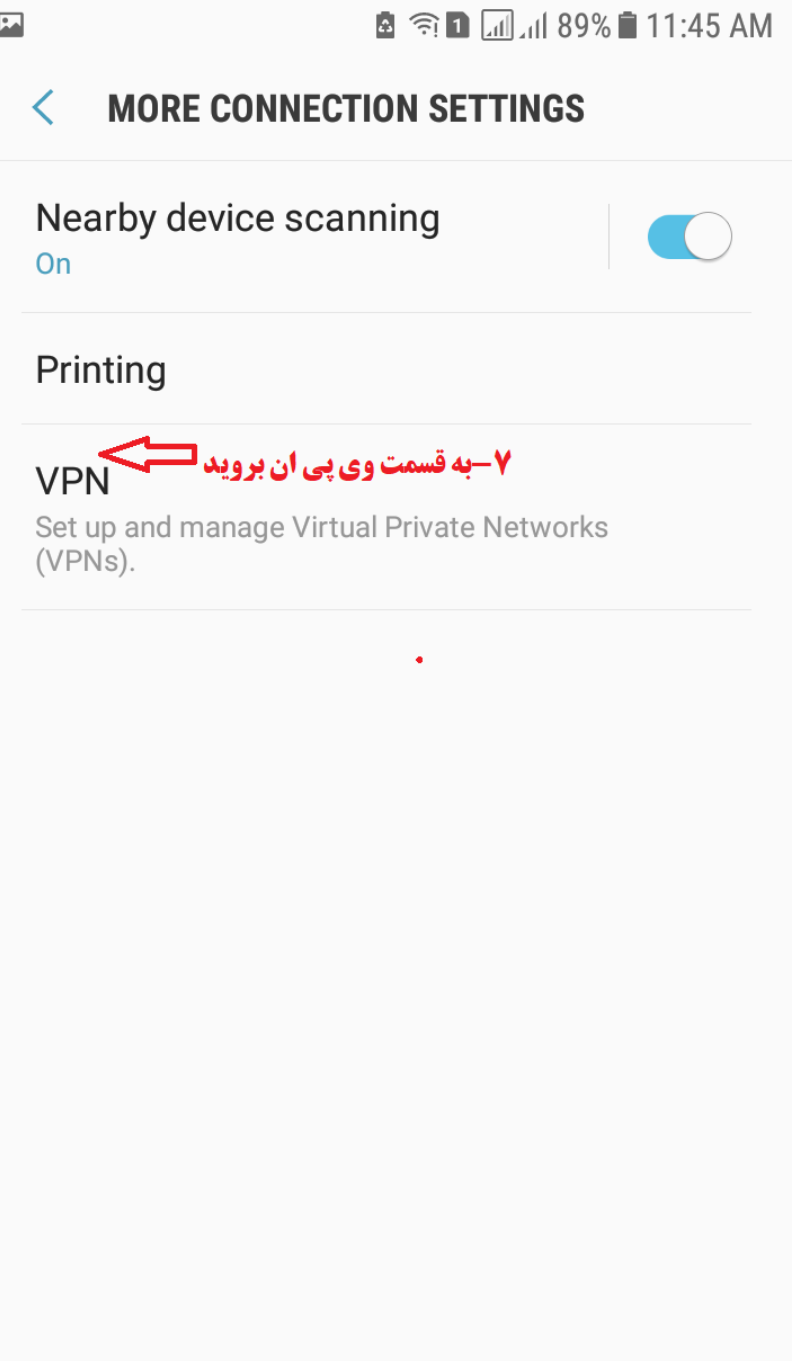 1 89% 11:45 AM
MORE CONNECTION SETTINGS
Nearby device scanning
On
Printing
۷-به قسمت وی پی ان بروید
VPN
Set up and manage Virtual Private Networks
(VPNs).